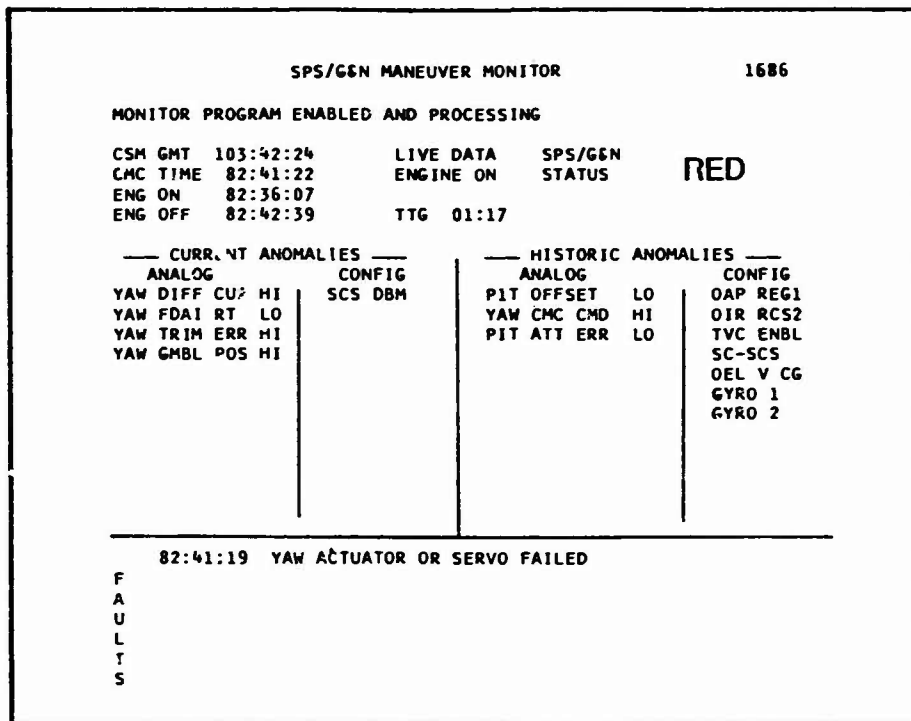 SPS/G&N MANEUVER MONITOR 1686
MONITOR PROGRAM ENABLED AND PROCESSING
CSM GMT 103:42:24 LIVE DATA SPS/G&N
CMC TIME 82:41:22 ENGINE ON STATUS RED
ENG ON 82:36:07
ENG OFF 82:42:39 TTG 01:17
ANOMALIES HISTORIC ANOMALIES
ANALOG CONFIG ANALOG CONFIG
YAW DIFF HI SCS DBM PIT OFFSET LO OAP REG1
YAW FDAI RT LO YAW CMC CMD HI OIR RCS2
YAW TRIM ERR HI PIT ATT ERR LO TVC ENBL
YAW GMBL POS HI SC-SCS
OEL V CG
GYRO 1
GYRO 2
82:41:19 YAW ACTUATOR OR SERVO FAILED
F
A
U
L
T
S